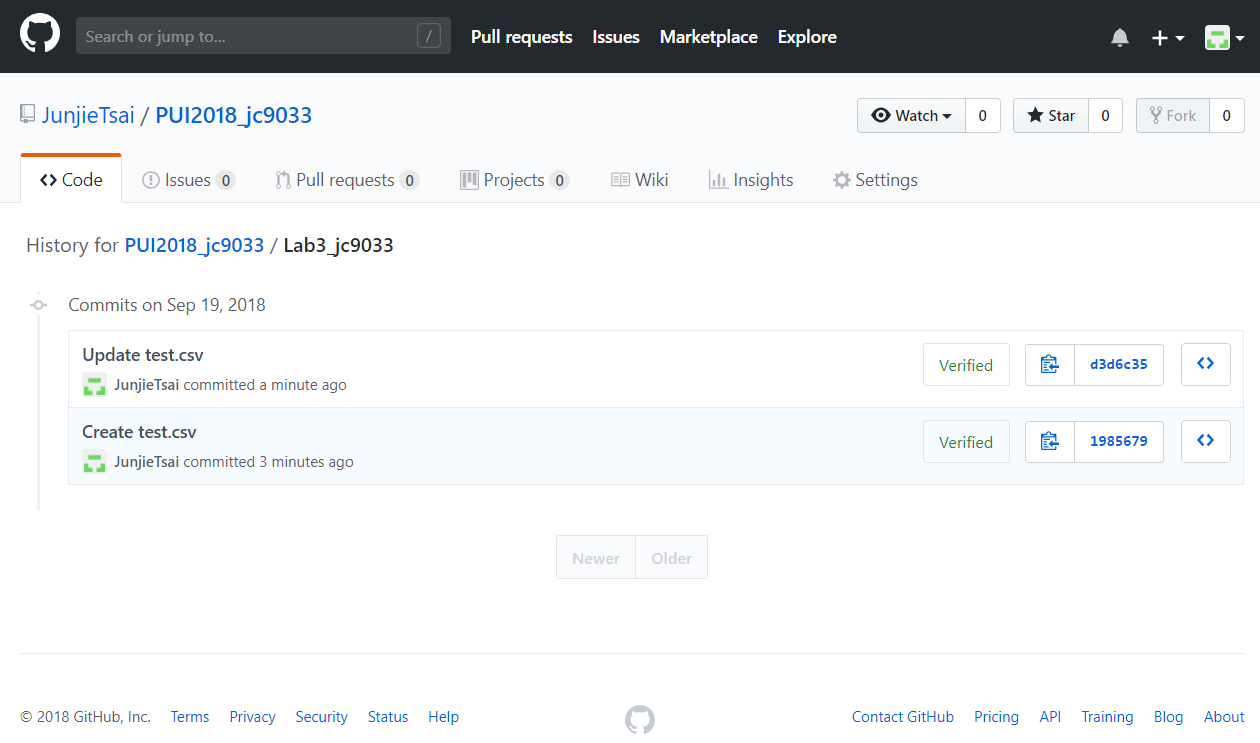 Search or jump to... / Pull requests Issues Marketplace Explore
JunjieTsai / PUI2018_jc9033 Watch 0 Star 0 Fork 0
Code Issues 0 Pull requests 0 Projects 0 Wiki Insights Settings
History for PUI2018_jc9033 / Lab3_jc9033
Commits on Sep 19, 2018
Update test.csv
JunjieTsai committed a minute ago Verified d3d6c35
Create test.csv
JunjieTsai committed 3 minutes ago Verified 1985679
Newer Older
© 2018 GitHub, Inc. Terms Privacy Security Status Help Contact GitHub Pricing API Training Blog About